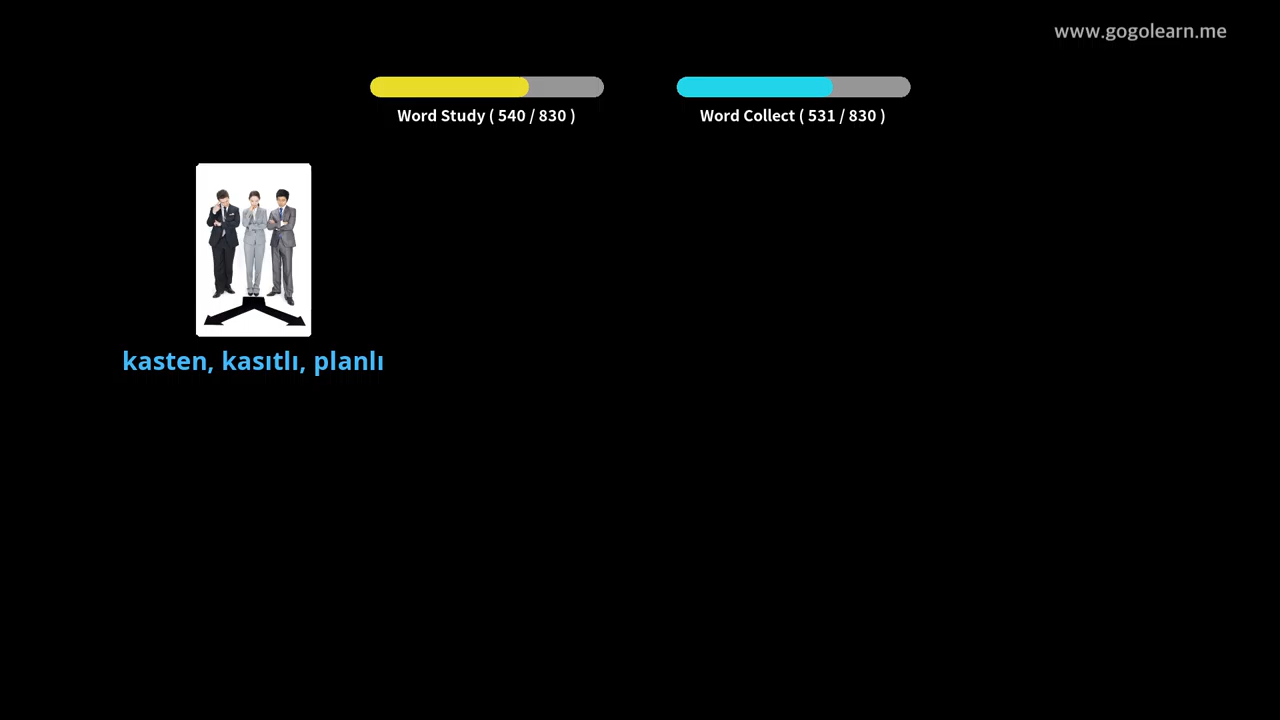 www.gogolearn.me
Word Study ( 540 / 830 )
Word Collect ( 531 / 830 )
kasten, kasıtlı, planlı